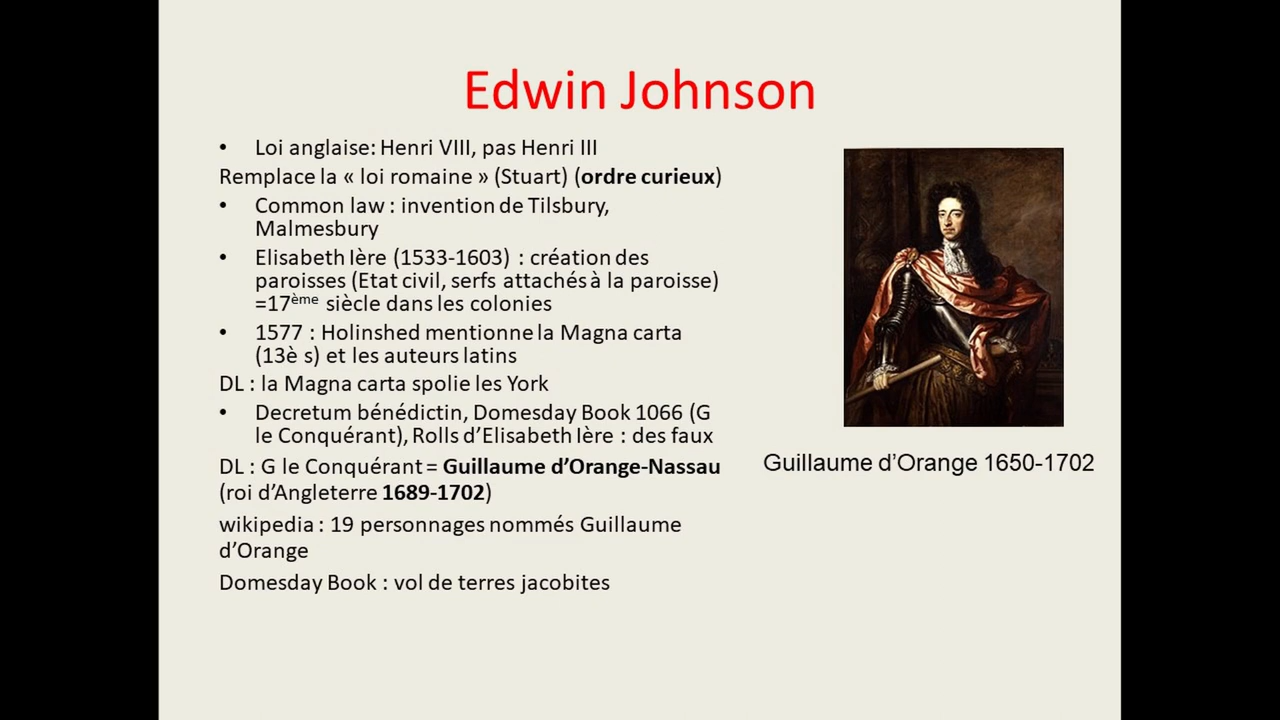 Edwin Johnson
• Loi anglaise: Henri VIII, pas Henri III
Remplace la « loi romaine » (Stuart) (ordre curieux)
• Common law : invention de Tilsbury,
Malmesbury
• Elisabeth Ière (1533-1603) : création des
paroisses (Etat civil, serfs attachés à la paroisse)
=17ème siècle dans les colonies
• 1577 : Holinshed mentionne la Magna carta
(13è s) et les auteurs latins
DL : la Magna carta spolie les York
• Decretum bénédictin, Domesday Book 1066 (G
le Conquérant), Rolls d’Elisabeth Ière : des faux
DL : G le Conquérant = Guillaume d’Orange-Nassau
(roi d’Angleterre 1689-1702)
wikipedia : 19 personnages nommés Guillaume
d’Orange
Domesday Book : vol de terres jacobites
Guillaume d’Orange 1650-1702